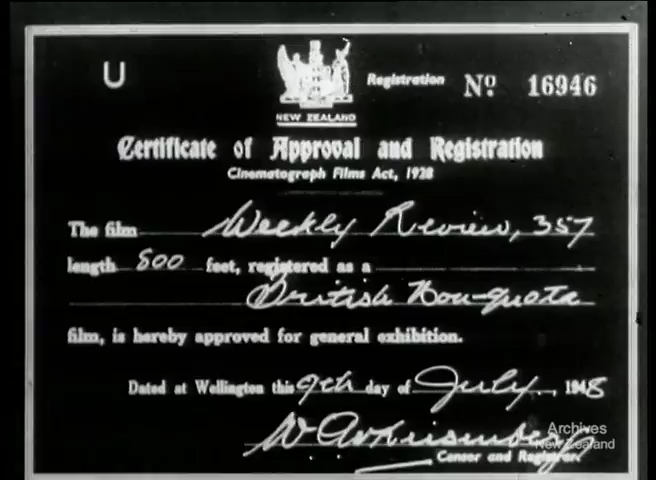 U
Registration No. 16946
NEW ZEALAND
Certificate of Approval and Registration
Cinematograph Films Act, 1928
The film Weekly Review, 357
length 800 feet, registered as a
British Non-quota
film, is hereby approved for general exhibition.
Dated at Wellington this 9th day of July, 1948
Censor and Registrar.
Archives
New Zealand